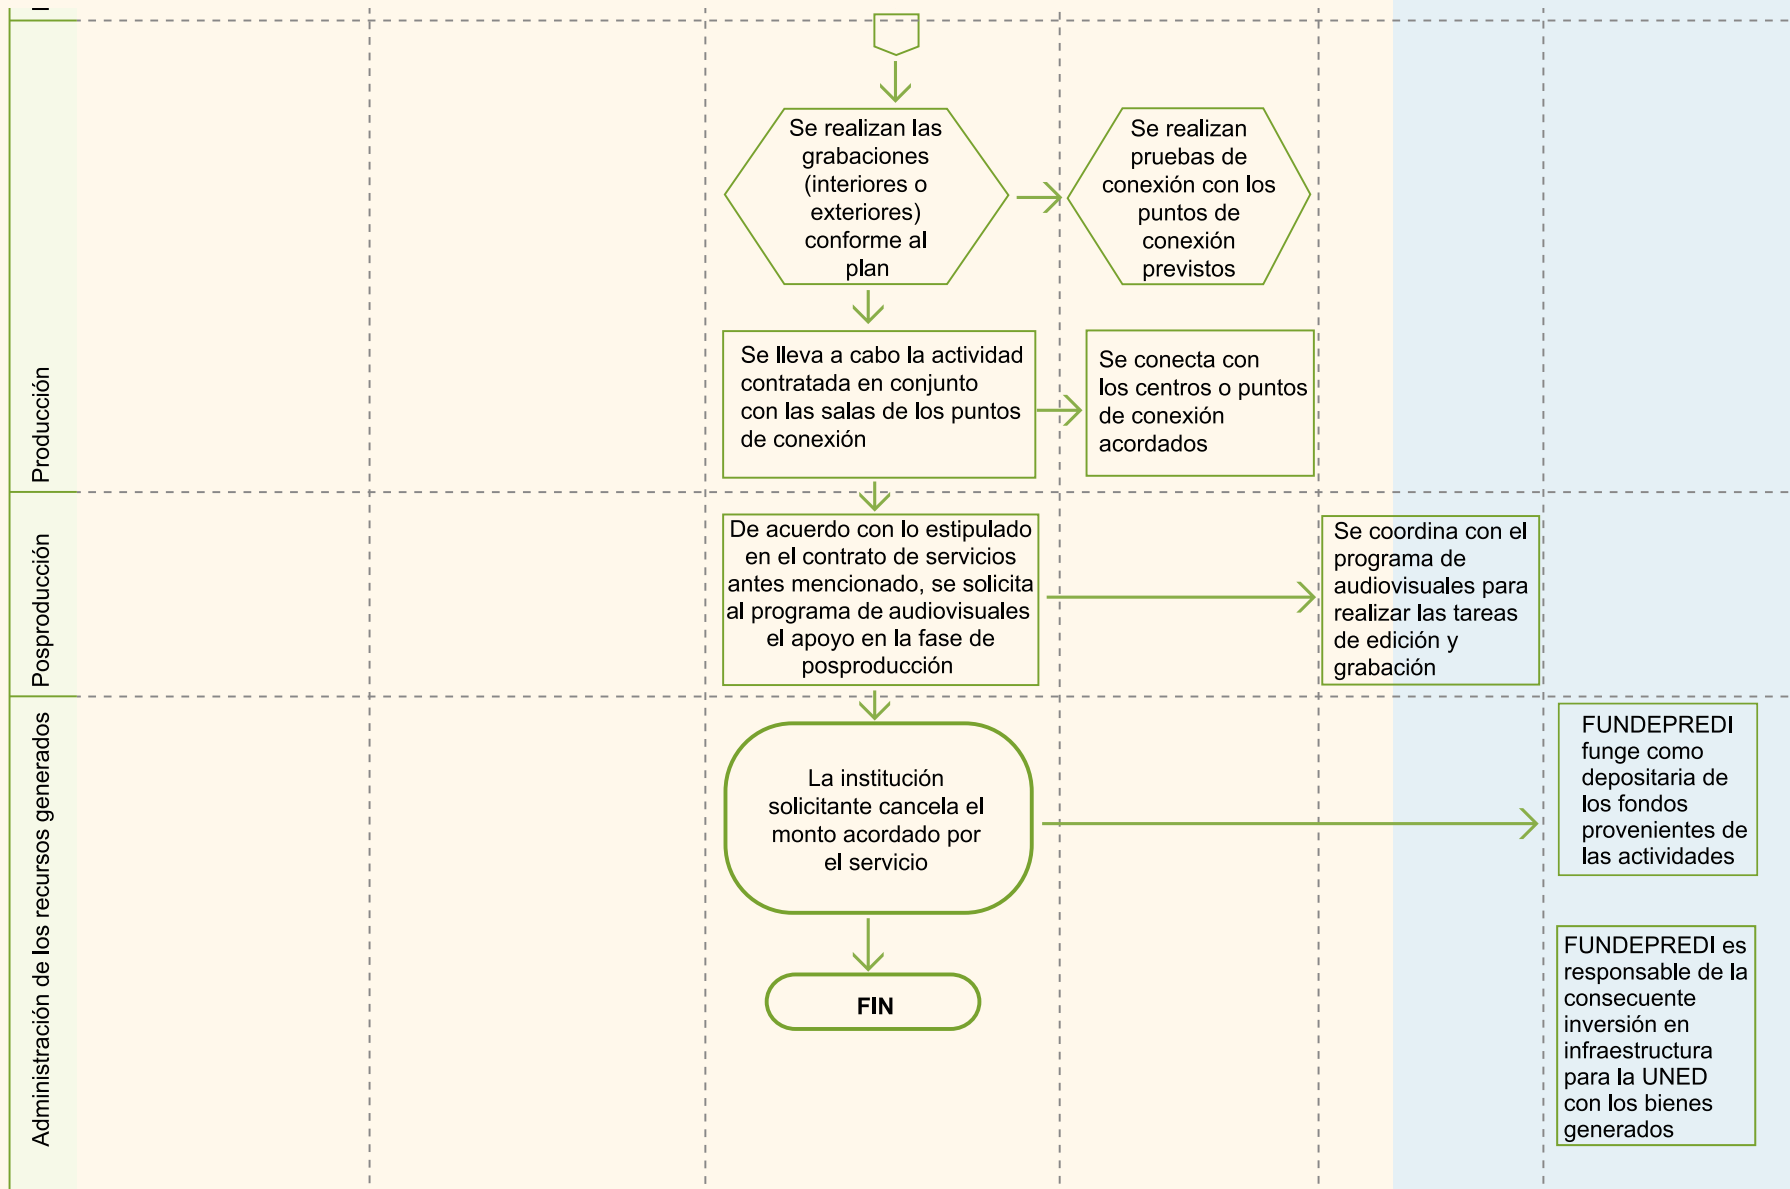 Producción
Se realizan las
grabaciones
(interiores o
exteriores)
conforme al
plan
Se realizan
pruebas de
conexión con los
puntos de
conexión
previstos
Se lleva a cabo la actividad
contratada en conjunto
con las salas de los puntos
de conexión
Se conecta con
los centros o puntos
de conexión
acordados
Posproducción
De acuerdo con lo estipulado
en el contrato de servicios
antes mencionado, se solicita
al programa de audiovisuales
el apoyo en la fase de
posproducción
Se coordina con el
programa de
audiovisuales para
realizar las tareas
de edición y
grabación
Administración de los recursos generados
La institución
solicitante cancela el
monto acordado por
el servicio
FUNDEPREDI
funge como
depositaria de
los fondos
provenientes de
las actividades
FIN
FUNDEPREDI es
responsable de la
consecuente
inversión en
infraestructura
para la UNED
con los bienes
generados